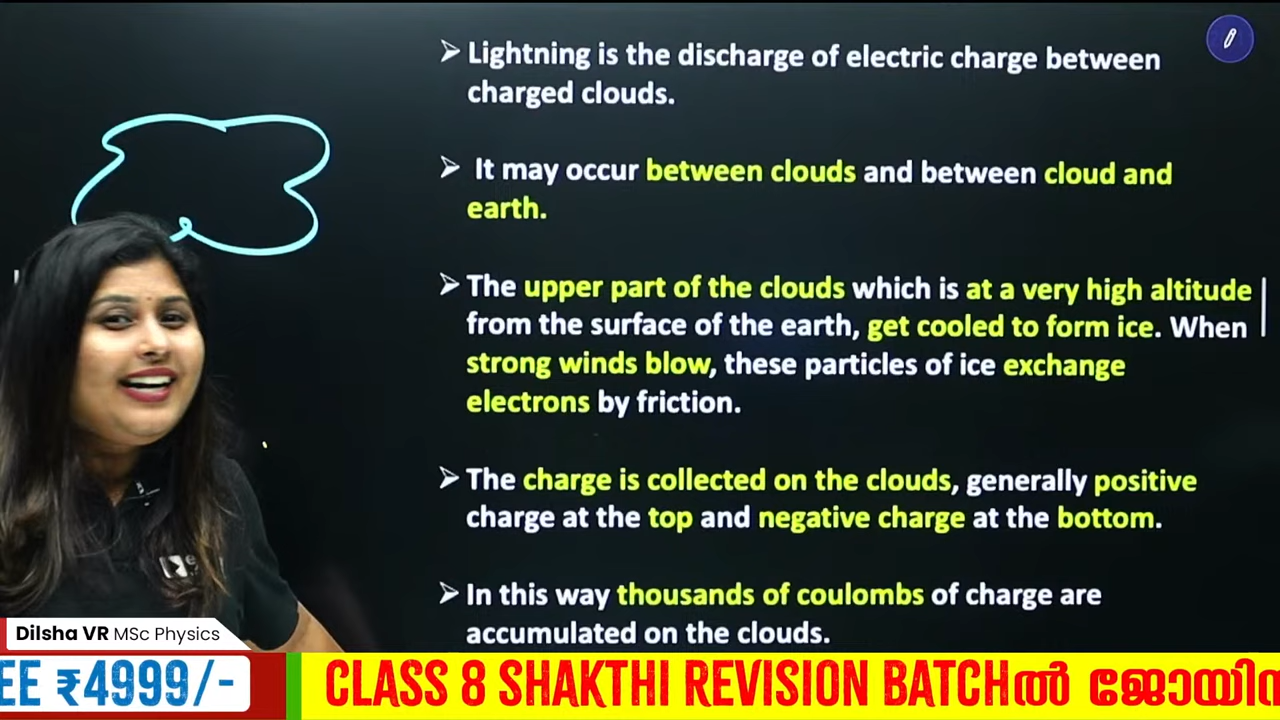 ➤ Lightning is the discharge of electric charge between
charged clouds.
➤ It may occur between clouds and between cloud and
earth.
➤ The upper part of the clouds which is at a very high altitude
from the surface of the earth, get cooled to form ice. When
strong winds blow, these particles of ice exchange
electrons by friction.
➤ The charge is collected on the clouds, generally positive
charge at the top and negative charge at the bottom.
➤ In this way thousands of coulombs of charge are
accumulated on the clouds.
Dilsha VR MSc Physics
EE ₹4999/-
CLASS 8 SHAKTHI REVISION BATCHൽ